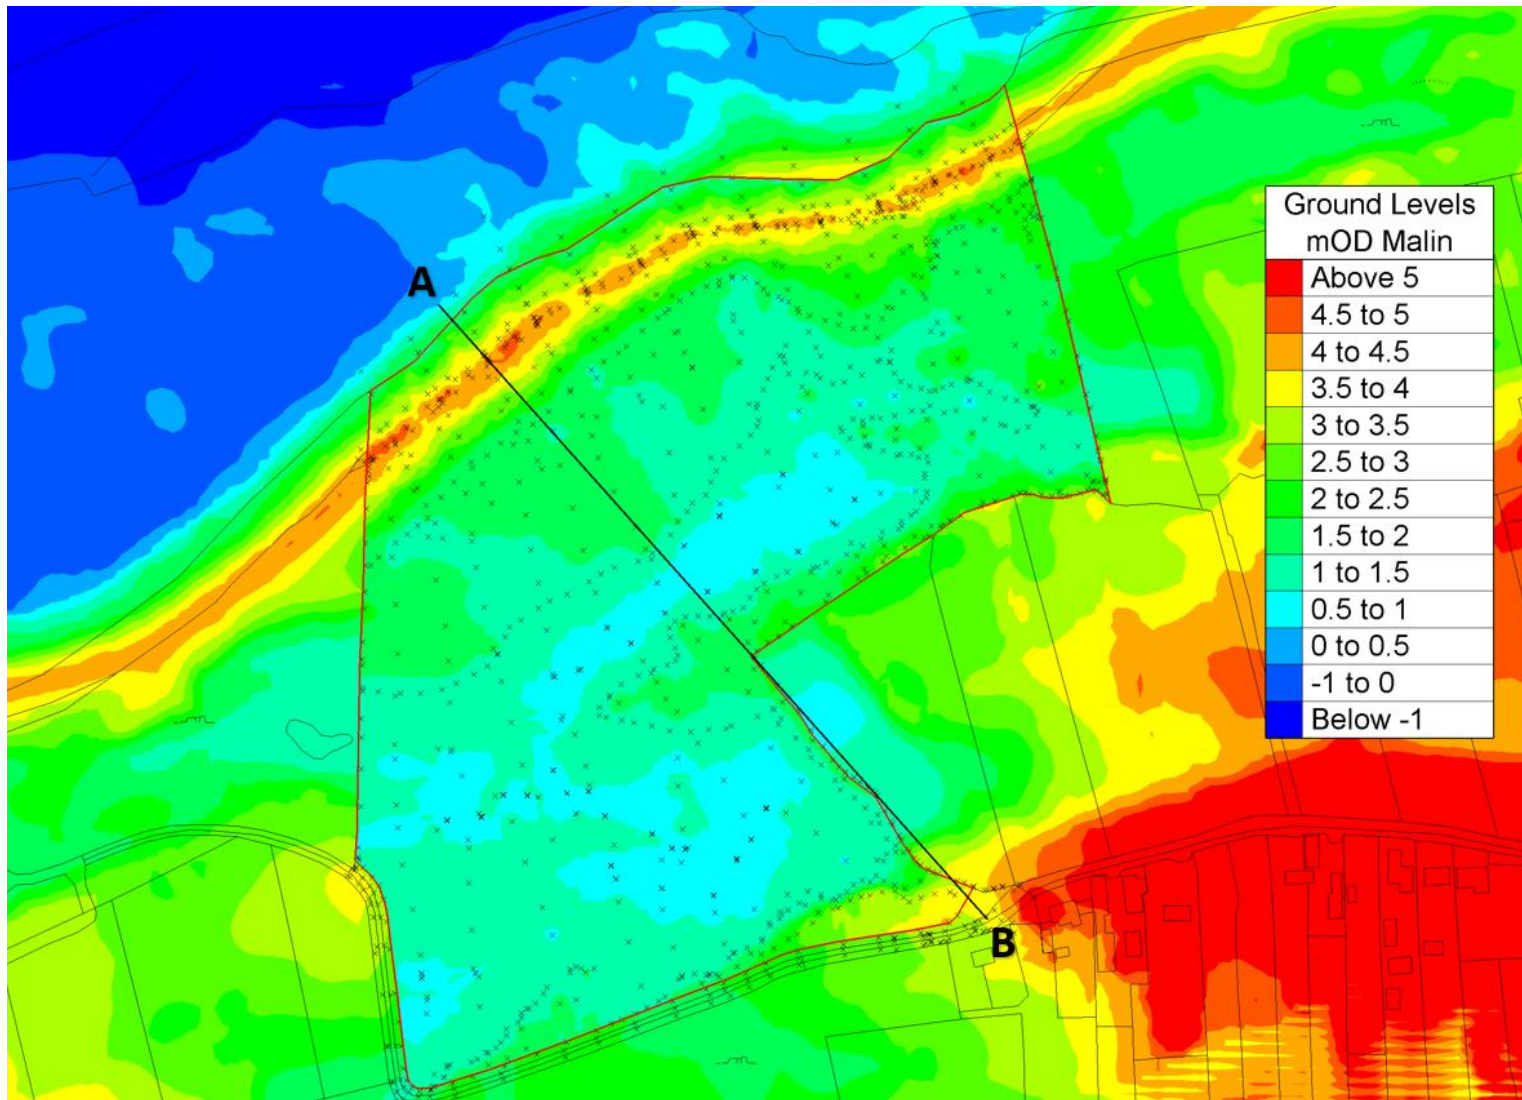 A
Ground Levels
mOD Malin
Above 5
4.5 to 5
4 to 4.5
3.5 to 4
3 to 3.5
2.5 to 3
2 to 2.5
1.5 to 2
1 to 1.5
0.5 to 1
0 to 0.5
-1 to 0
Below -1
B